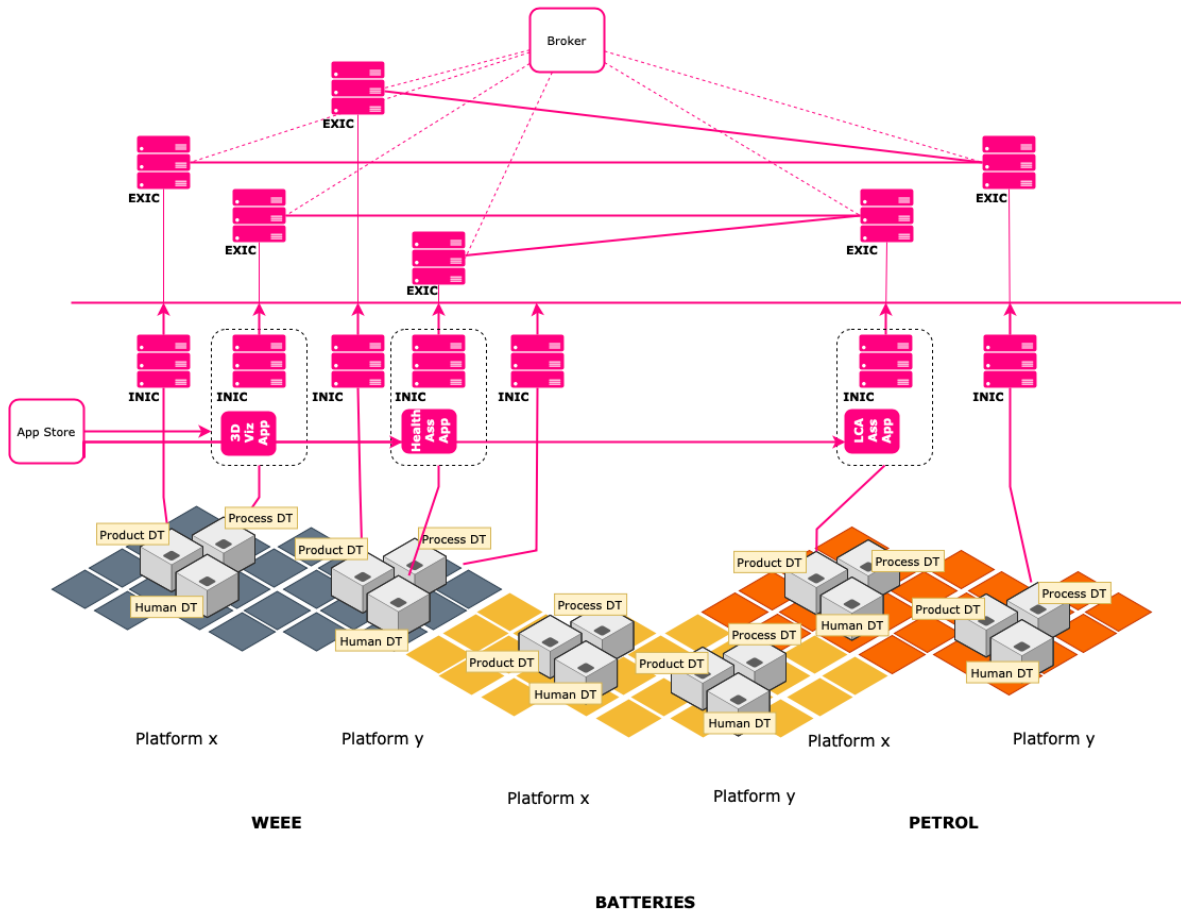 Broker
EXIC
EXIC
EXIC
EXIC
EXIC
EXIC
EXIC
INIC
INIC
INIC
INIC
INIC
INIC
App Store
3D
Viz
App
Health
Ass
App
LCA
Ass
App
Product DT
Process DT
Human DT
Product DT
Process DT
Human DT
Process DT
Product DT
Human DT
Process DT
Product DT
Human DT
Product DT
Process DT
Human DT
Product DT
Process DT
Human DT
Platform x
Platform y
Platform x
Platform y
Platform x
Platform y
WEEE
PETROL
BATTERIES